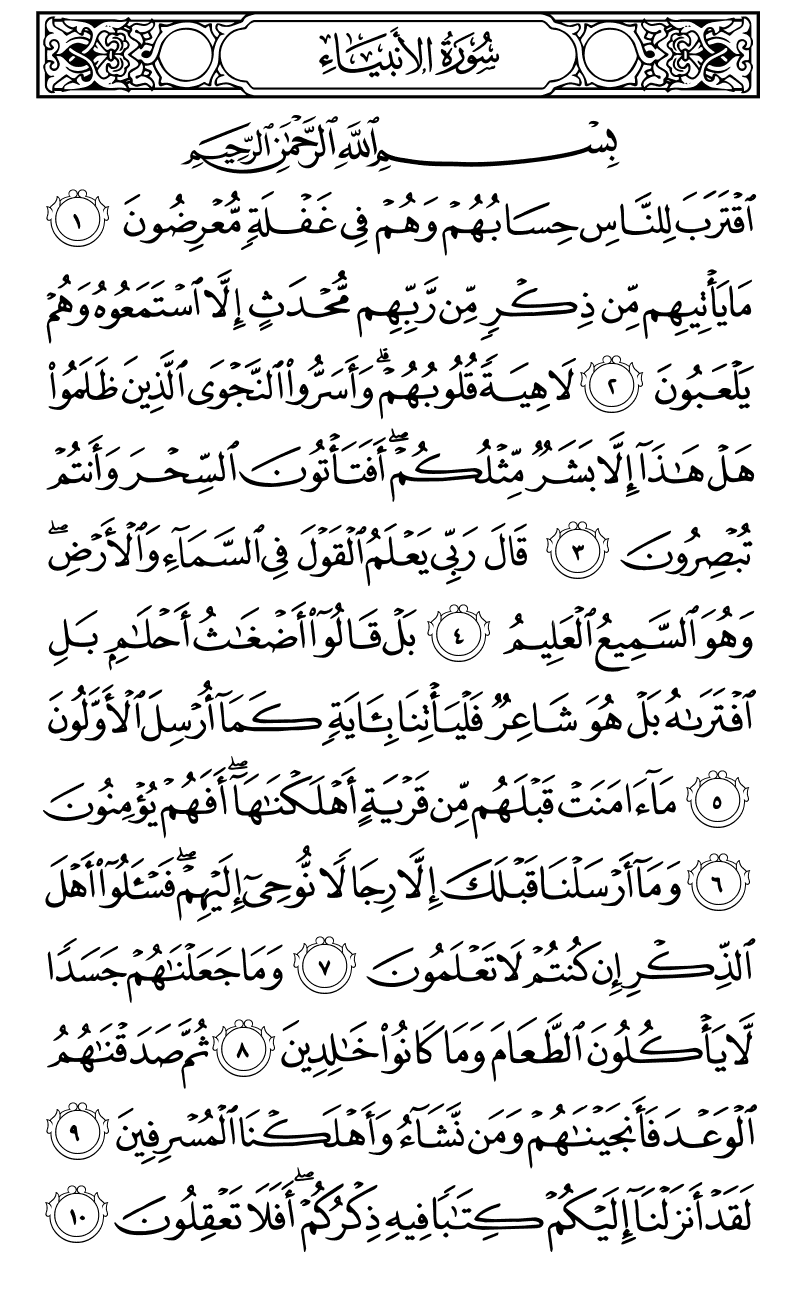 سُورَةُ الأَنبِيَاءِ
بِسْمِ ٱللَّهِ ٱلرَّحْمَٰنِ ٱلرَّحِيمِ
ٱقْتَرَبَ لِلنَّاسِ حِسَابُهُمْ وَهُمْ فِى غَفْلَةٍ مُّعْرِضُونَ ١
مَا يَأْتِيهِم مِّن ذِكْرٍ مِّن رَّبِّهِم مُّحْدَثٍ إِلَّا ٱسْتَمَعُوهُ وَهُمْ
يَلْعَبُونَ ٢ لَاهِيَةً قُلُوبُهُمْ ۗ وَأَسَرُّوا۟ ٱلنَّجْوَى ٱلَّذِينَ ظَلَمُوا۟
هَلْ هَٰذَآ إِلَّا بَشَرٌ مِّثْلُكُمْ ۖ أَفَتَأْتُونَ ٱلسِّحْرَ وَأَنتُمْ
تُبْصِرُونَ ٣ قَالَ رَبِّى يَعْلَمُ ٱلْقَوْلَ فِى ٱلسَّمَآءِ وَٱلْأَرْضِ ۖ
وَهُوَ ٱلسَّمِيعُ ٱلْعَلِيمُ ٤ بَلْ قَالُوٓا۟ أَضْغَٰثُ أَحْلَٰمٍۭ بَلِ
ٱفْتَرَىٰهُ بَلْ هُوَ شَاعِرٌ فَلْيَأْتِنَا بِـَٔايَةٍ كَمَآ أُرْسِلَ ٱلْأَوَّلُونَ
٥ مَآ ءَامَنَتْ قَبْلَهُم مِّن قَرْيَةٍ أَهْلَكْنَٰهَآ ۖ أَفَهُمْ يُؤْمِنُونَ
٦ وَمَآ أَرْسَلْنَا قَبْلَكَ إِلَّا رِجَالًا نُّوحِىٓ إِلَيْهِمْ ۖ فَسْـَٔلُوٓا۟ أَهْلَ
ٱلذِّكْرِ إِن كُنتُمْ لَا تَعْلَمُونَ ٧ وَمَا جَعَلْنَٰهُمْ جَسَدًا
لَّا يَأْكُلُونَ ٱلطَّعَامَ وَمَا كَانُوا۟ خَٰلِدِينَ ٨ ثُمَّ صَدَقْنَٰهُمُ
ٱلْوَعْدَ فَأَنجَيْنَٰهُمْ وَمَن نَّشَآءُ وَأَهْلَكْنَا ٱلْمُسْرِفِينَ ٩
لَقَدْ أَنزَلْنَآ إِلَيْكُمْ كِتَٰبًا فِيهِ ذِكْرُكُمْ ۖ أَفَلَا تَعْقِلُونَ ١٠